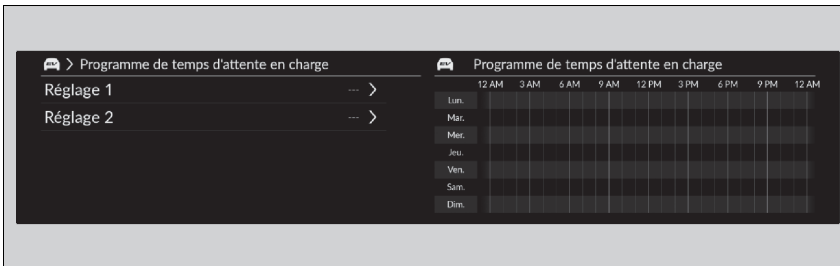 > Programme de temps d'attente en charge
Réglage 1 --- >
Réglage 2 --- >
Programme de temps d'attente en charge
12 AM 3 AM 6 AM 9 AM 12 PM 3 PM 6 PM 9 PM 12 AM
Lun.
Mar.
Mer.
Jeu.
Ven.
Sam.
Dim.